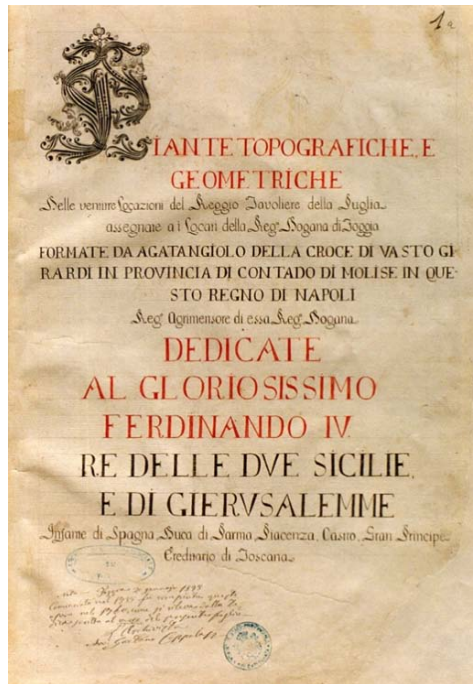 1a
PIANTE TOPOGRAFICHE, E
GEOMETRICHE
Delle ventitre Locazioni del Reggio Tavoliere della Puglia
assegnate a i Locati della Reg.ª Dogana di Foggia
FORMATE DA AGATANGIOLO DELLA CROCE DI VASTO GI
RARDI IN PROVINCIA DI CONTADO DI MOLISE IN QUE-
STO REGNO DI NAPOLI
Reg.º Agrimensore di essa Reg.ª Dogana
DEDICATE
AL GLORIOSISSIMO
FERDINANDO IV.
RE DELLE DVE SICILIE,
E DI GIERVSALEMME
Infante di Spagna Duca di Parma, Piacenza, Castro, Gran Principe
Ereditario di Toscana